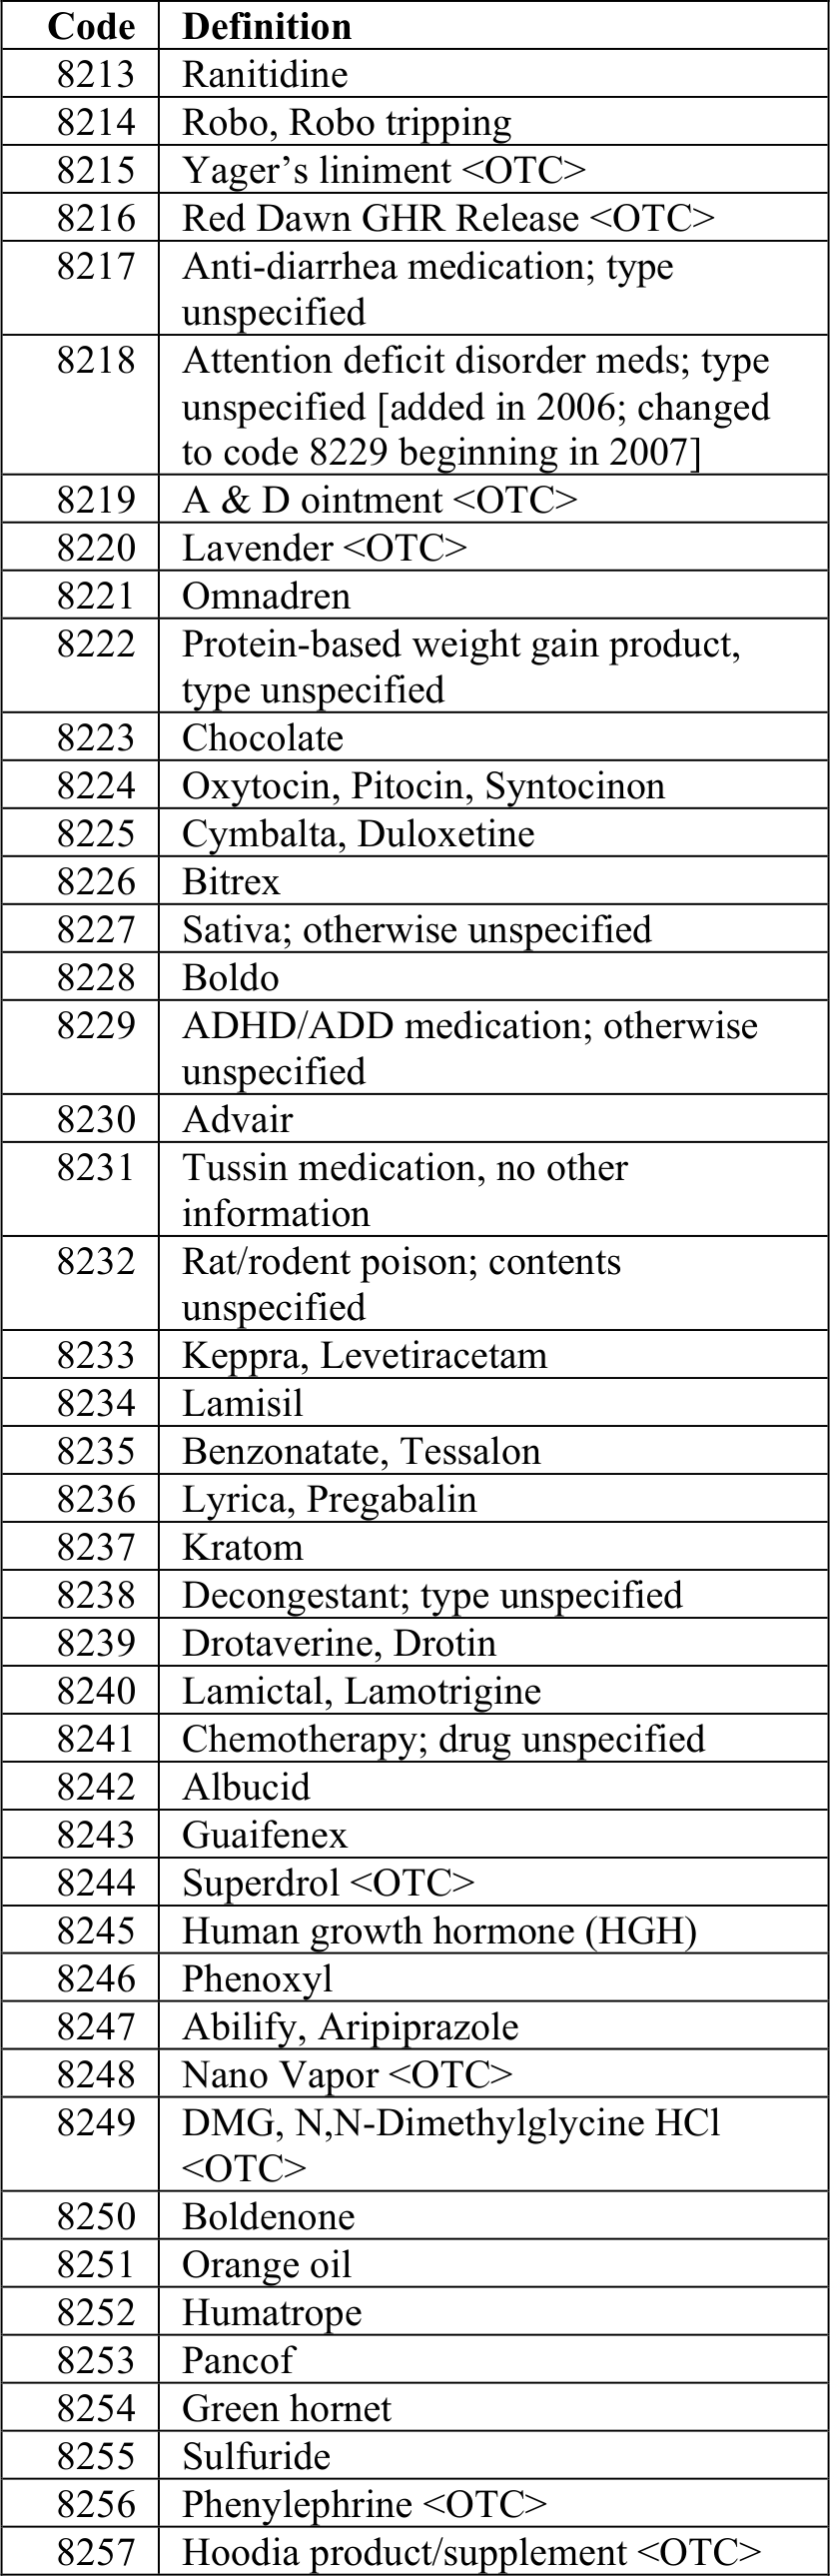 Code Definition
8213 Ranitidine
8214 Robo, Robo tripping
8215 Yager’s liniment <OTC>
8216 Red Dawn GHR Release <OTC>
8217 Anti-diarrhea medication; type
unspecified
8218 Attention deficit disorder meds; type
unspecified [added in 2006; changed
to code 8229 beginning in 2007]
8219 A & D ointment <OTC>
8220 Lavender <OTC>
8221 Omnadren
8222 Protein-based weight gain product,
type unspecified
8223 Chocolate
8224 Oxytocin, Pitocin, Syntocinon
8225 Cymbalta, Duloxetine
8226 Bitrex
8227 Sativa; otherwise unspecified
8228 Boldo
8229 ADHD/ADD medication; otherwise
unspecified
8230 Advair
8231 Tussin medication, no other
information
8232 Rat/rodent poison; contents
unspecified
8233 Keppra, Levetiracetam
8234 Lamisil
8235 Benzonatate, Tessalon
8236 Lyrica, Pregabalin
8237 Kratom
8238 Decongestant; type unspecified
8239 Drotaverine, Drotin
8240 Lamictal, Lamotrigine
8241 Chemotherapy; drug unspecified
8242 Albucid
8243 Guaifenex
8244 Superdrol <OTC>
8245 Human growth hormone (HGH)
8246 Phenoxyl
8247 Abilify, Aripiprazole
8248 Nano Vapor <OTC>
8249 DMG, N,N-Dimethylglycine HCl
<OTC>
8250 Boldenone
8251 Orange oil
8252 Humatrope
8253 Pancof
8254 Green hornet
8255 Sulfuride
8256 Phenylephrine <OTC>
8257 Hoodia product/supplement <OTC>